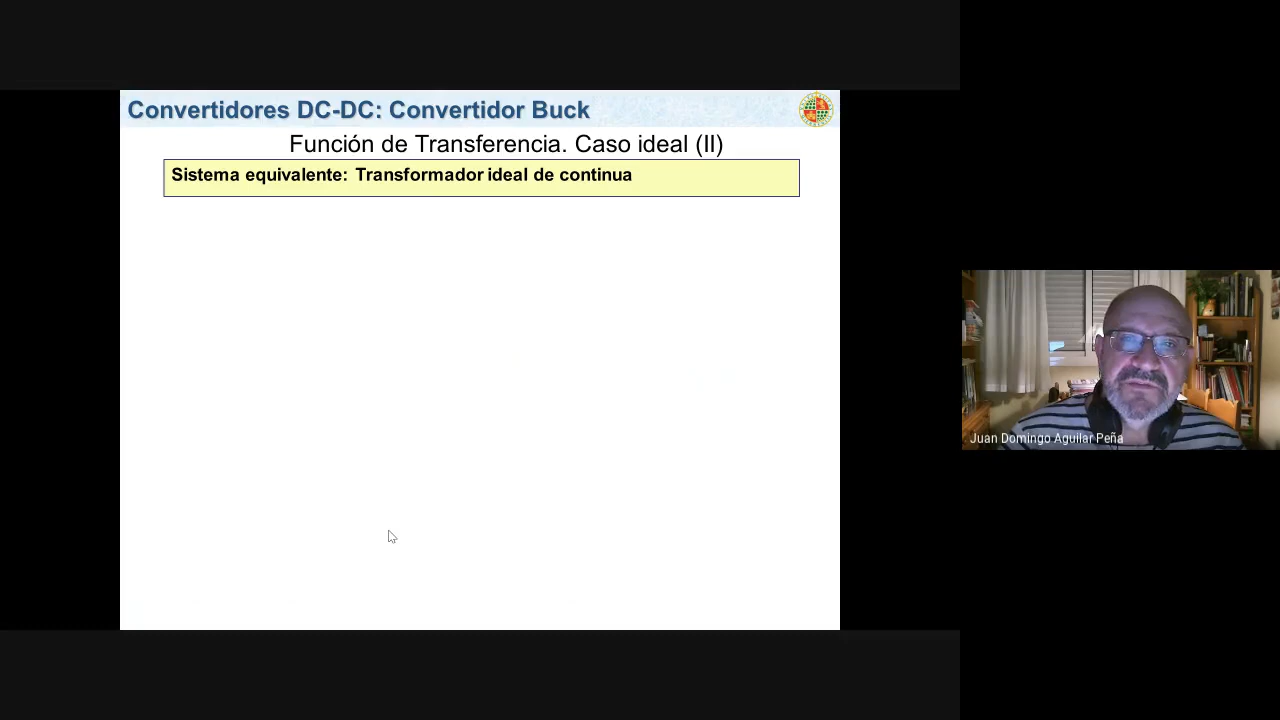 Convertidores DC-DC: Convertidor Buck
Función de Transferencia. Caso ideal (II)
Sistema equivalente: Transformador ideal de continua
Juan Domingo Aguilar Peña